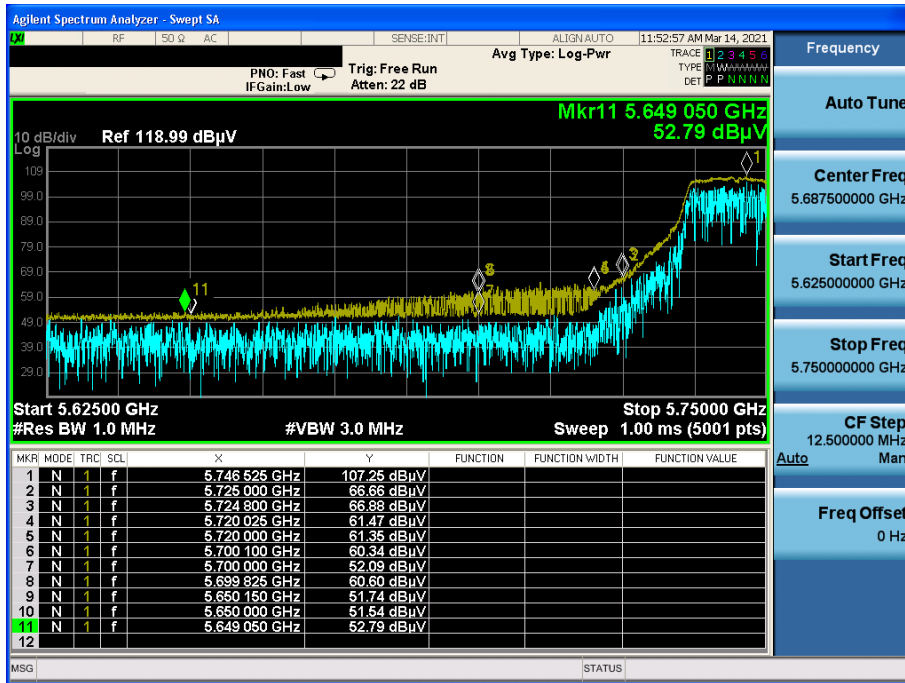 Agilent Spectrum Analyzer - Swept SA
LXI RF 50 Ω AC SENSE:INT ALIGN AUTO 11:52:57 AM Mar 14, 2021
PNO: Fast
IFGain:Low
Trig: Free Run
Atten: 22 dB
Avg Type: Log-Pwr
TRACE 1 2 3 4 5 6
TYPE M W W W W W
DET P P N N N N
Mkr11 5.649 050 GHz
52.79 dBµV
10 dB/div Ref 118.99 dBµV
Log
109
99.0
89.0
79.0
69.0
59.0
49.0
39.0
29.0
1
8
7
11
Start 5.62500 GHz Stop 5.75000 GHz
#Res BW 1.0 MHz #VBW 3.0 MHz Sweep 1.00 ms (5001 pts)
MKR MODE TRC SCL X Y FUNCTION FUNCTION WIDTH FUNCTION VALUE
1 N 1 f 5.746 525 GHz 107.25 dBµV
2 N 1 f 5.725 000 GHz 66.66 dBµV
3 N 1 f 5.724 800 GHz 66.88 dBµV
4 N 1 f 5.720 025 GHz 61.47 dBµV
5 N 1 f 5.720 000 GHz 61.35 dBµV
6 N 1 f 5.700 100 GHz 60.34 dBµV
7 N 1 f 5.700 000 GHz 52.09 dBµV
8 N 1 f 5.699 825 GHz 60.60 dBµV
9 N 1 f 5.650 150 GHz 51.74 dBµV
10 N 1 f 5.650 000 GHz 51.54 dBµV
11 N 1 f 5.649 050 GHz 52.79 dBµV
12
MSG STATUS
Frequency
Auto Tune
Center Freq
5.687500000 GHz
Start Freq
5.625000000 GHz
Stop Freq
5.750000000 GHz
CF Step
12.500000 MHz
Auto Man
Freq Offset
0 Hz